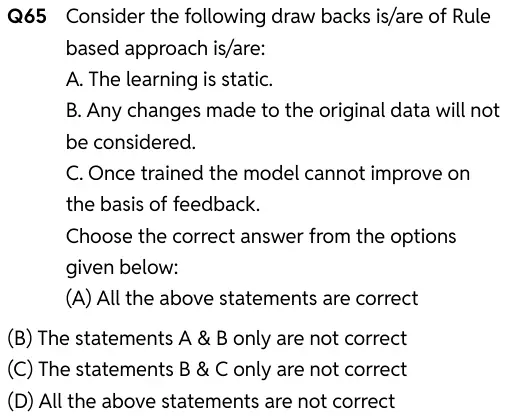 Q65 Consider the following draw backs is/are of Rule
based approach is/are:
A. The learning is static.
B. Any changes made to the original data will not
be considered.
C. Once trained the model cannot improve on
the basis of feedback.
Choose the correct answer from the options
given below:
(A) All the above statements are correct
(B) The statements A & B only are not correct
(C) The statements B & C only are not correct
(D) All the above statements are not correct